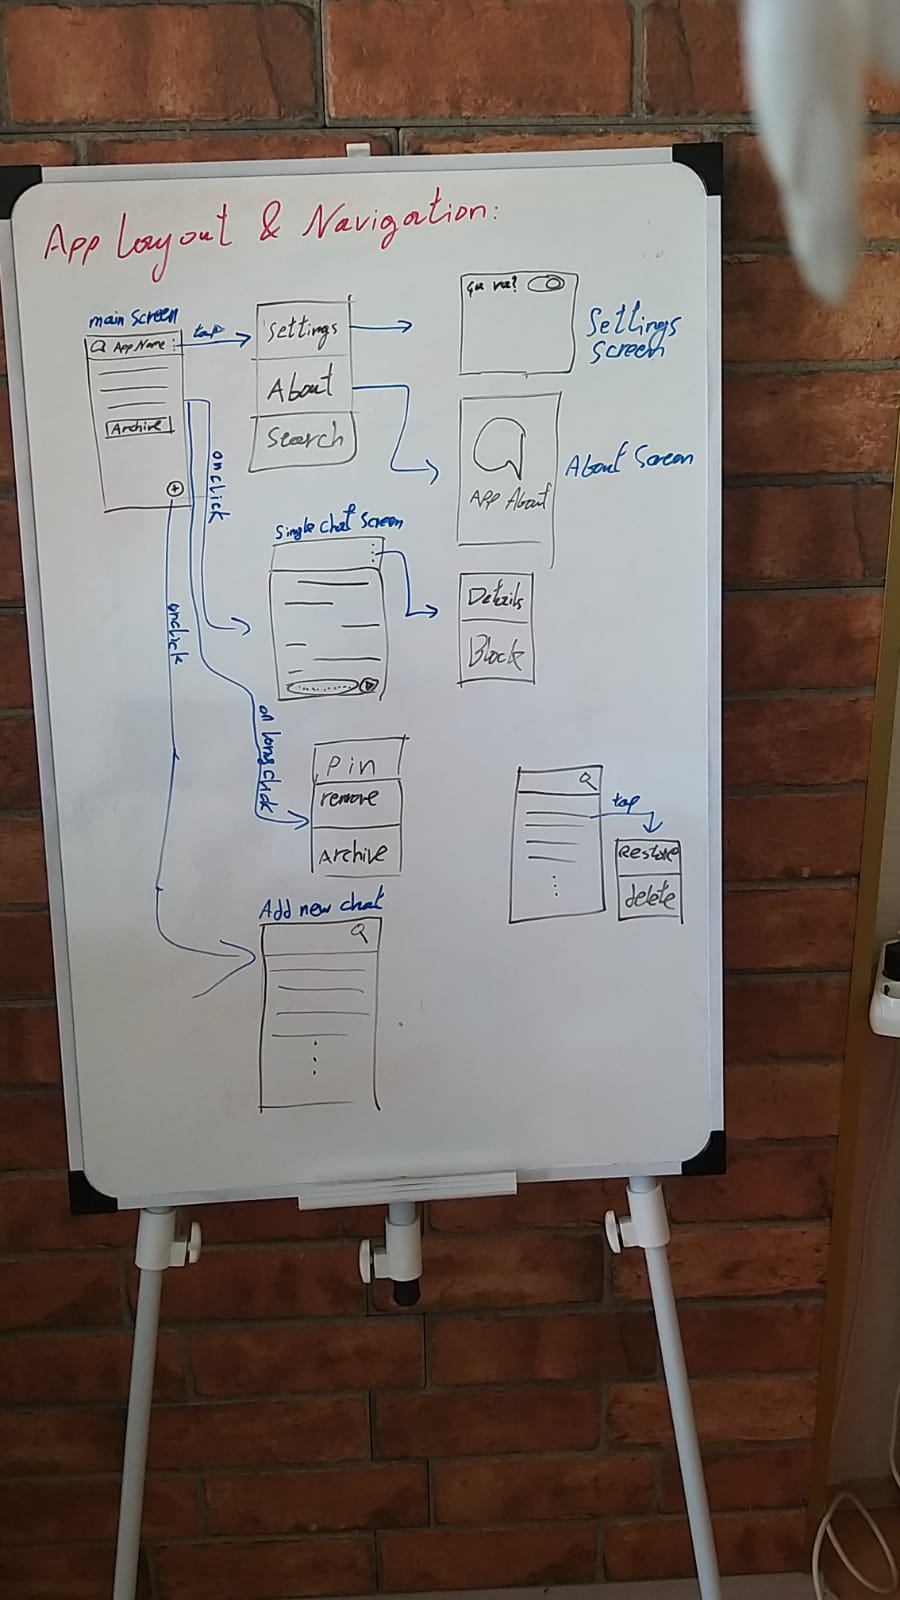 App Layout & Navigation:
main screen
App Name
tap
Archive
onclick
onclick
on long click
Settings
About
Search
Settings
Screen
App About
About Screen
Single chat screen
Details
Block
Pin
remove
Archive
tap
Restore
delete
Add new chat